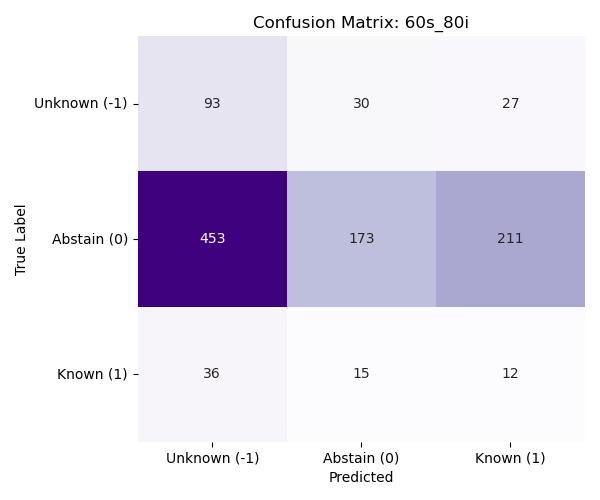 Confusion Matrix: 60s_80i
True Label
Unknown (-1) 93 30 27
Abstain (0) 453 173 211
Known (1) 36 15 12
Unknown (-1) Abstain (0) Known (1)
Predicted